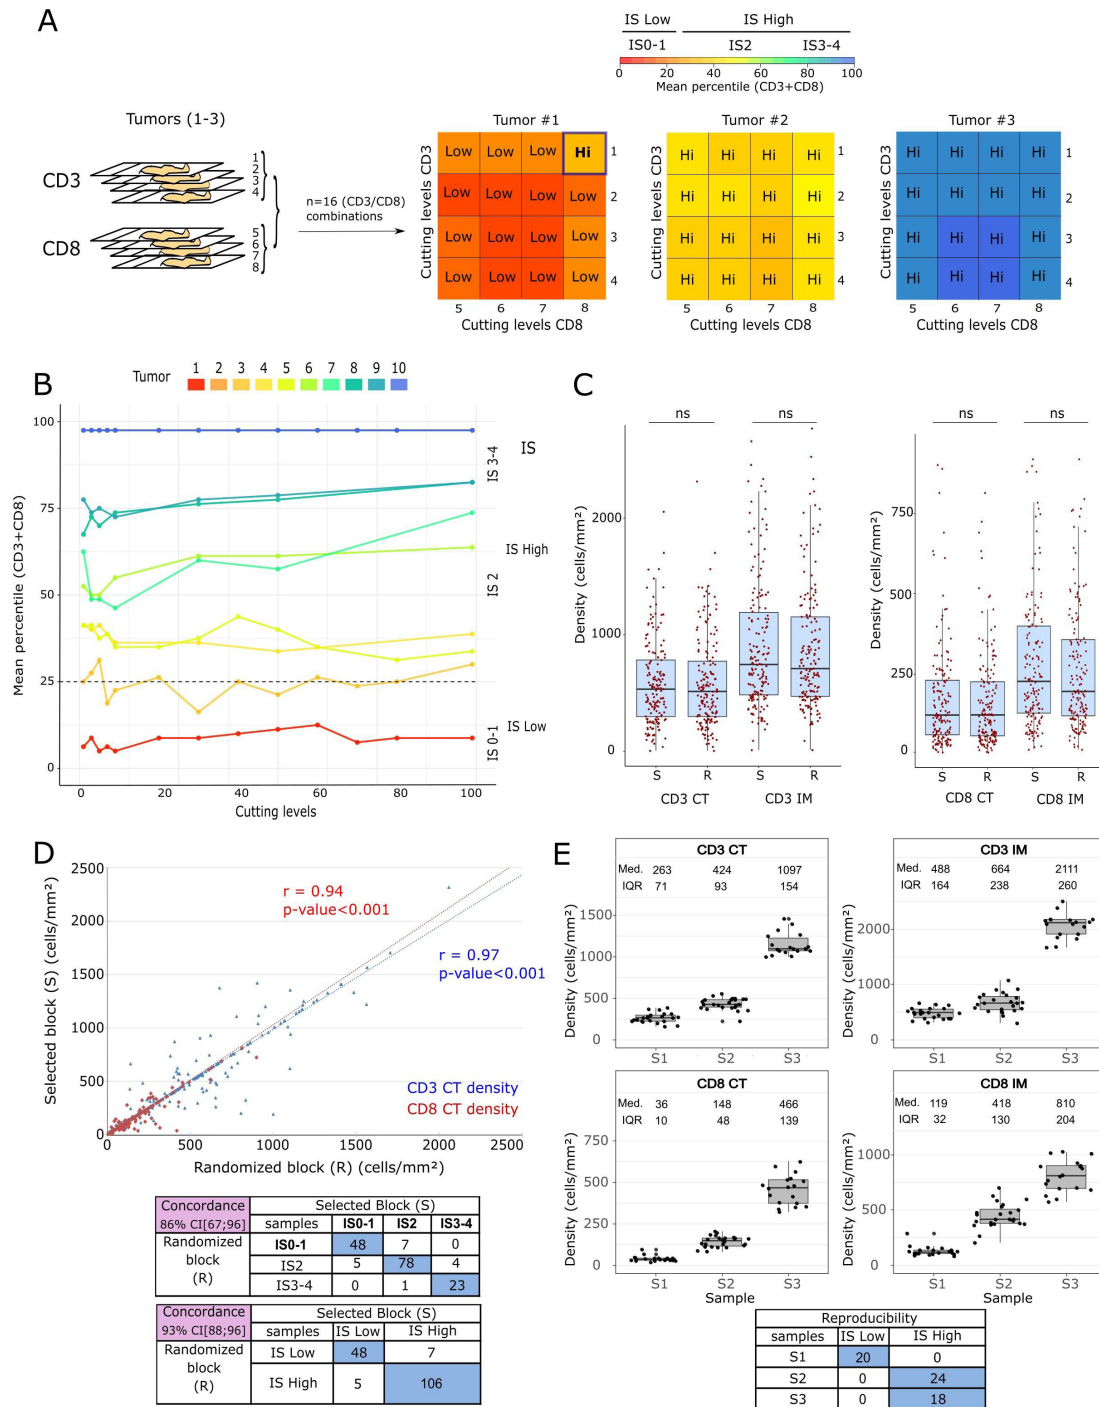 A
IS Low IS High
IS0-1 IS2 IS3-4
0 20 40 60 80 100
Mean percentile (CD3+CD8)
Tumors (1-3)
CD3
1
2
3
4
CD8
5
6
7
8
n=16 (CD3/CD8)
combinations
Tumor #1
Cutting levels CD3
Low Low Low Hi 1
Low Low Low Low 2
Low Low Low Low 3
Low Low Low Low 4
5 6 7 8
Cutting levels CD8
Tumor #2
Cutting levels CD3
Hi Hi Hi Hi 1
Hi Hi Hi Hi 2
Hi Hi Hi Hi 3
Hi Hi Hi Hi 4
5 6 7 8
Cutting levels CD8
Tumor #3
Cutting levels CD3
Hi Hi Hi Hi 1
Hi Hi Hi Hi 2
Hi Hi Hi Hi 3
Hi Hi Hi Hi 4
5 6 7 8
Cutting levels CD8
B
Tumor 1 2 3 4 5 6 7 8 9 10
Mean percentile (CD3+CD8)
100
75
50
25
0
IS
IS 3-4
IS High
IS 2
IS Low
IS 0-1
0 20 40 60 80 100
Cutting levels
C
ns ns
Density (cells/mm²)
2000
1000
0
S R S R
CD3 CT CD3 IM
ns ns
Density (cells/mm²)
750
500
250
0
S R S R
CD8 CT CD8 IM
D
Selected block (S) (cells/mm²)
2500
2000
1500
1000
500
0
r = 0.94
p-value<0.001
r = 0.97
p-value<0.001
CD3 CT density
CD8 CT density
0 500 1000 1500 2000 2500
Randomized block (R) (cells/mm²)
Concordance
86% CI[67;96]
Selected Block (S)
samples IS0-1 IS2 IS3-4
Randomized
block
(R)
IS0-1 48 7 0
IS2 5 78 4
IS3-4 0 1 23
Concordance
93% CI[88;96]
Selected Block (S)
samples IS Low IS High
Randomized
block
(R)
IS Low 48 7
IS High 5 106
E
CD3 CT
Med. 263 424 1097
IQR 71 93 154
Density (cells/mm²)
1500
1000
500
0
S1 S2 S3
CD3 IM
Med. 488 664 2111
IQR 164 238 260
Density (cells/mm²)
2000
1000
0
S1 S2 S3
CD8 CT
Med. 36 148 466
IQR 10 48 139
Density (cells/mm²)
750
500
250
0
S1 S2 S3
CD8 IM
Med. 119 418 810
IQR 32 130 204
Density (cells/mm²)
1000
500
0
S1 S2 S3
Sample
Reproducibility
samples IS Low IS High
S1 20 0
S2 0 24
S3 0 18